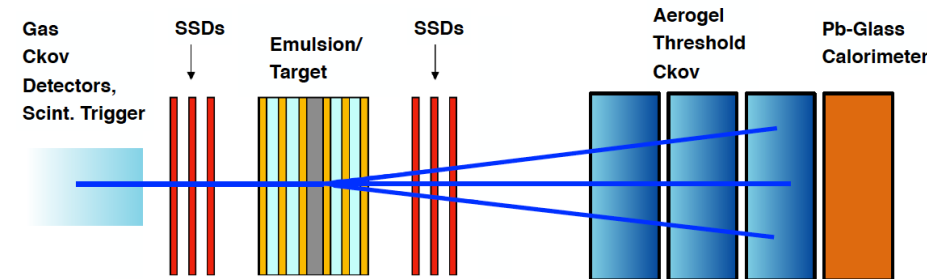 Gas
Ckov
Detectors,
Scint. Trigger
SSDs
Emulsion/
Target
SSDs
Aerogel
Threshold
Ckov
Pb-Glass
Calorimeter